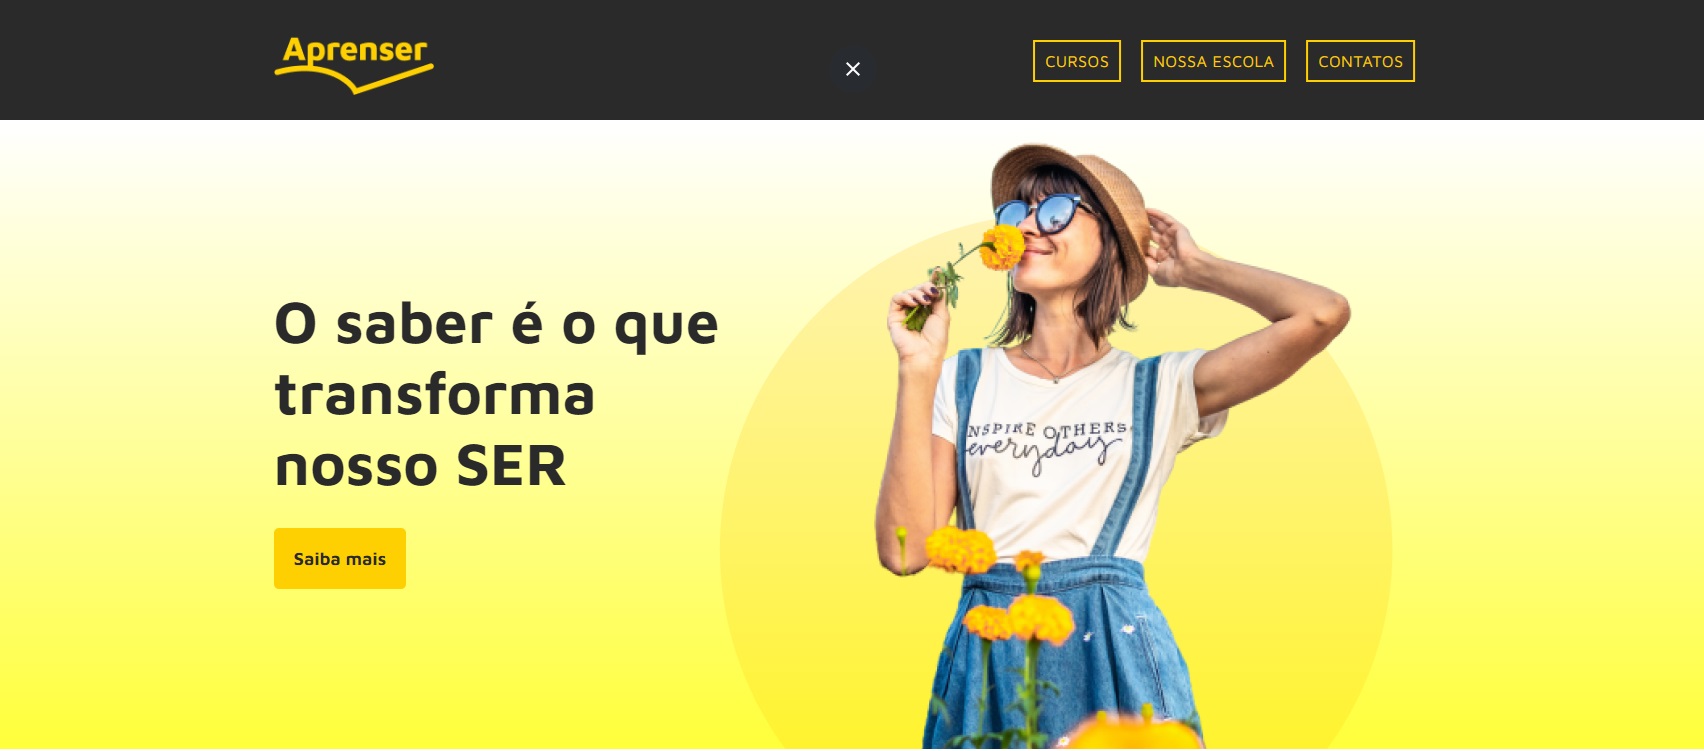 Aprenser
CURSOS
NOSSA ESCOLA
CONTATOS
O saber é o que
transforma
nosso SER
Saiba mais
NSPIRE OTHERS
everyday